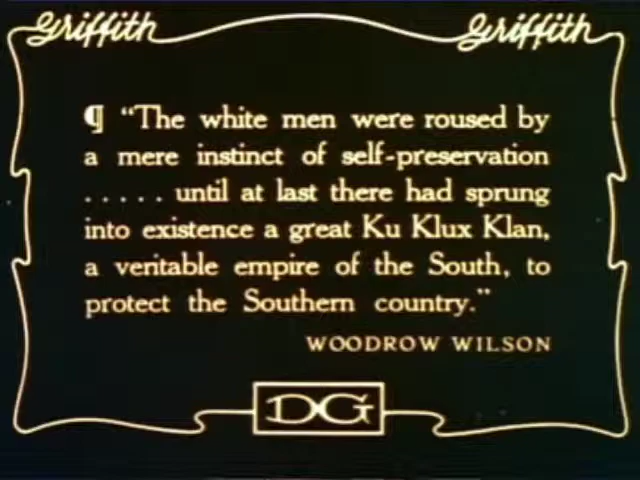 Griffith Griffith
¶ “The white men were roused by
a mere instinct of self-preservation
. . . . . until at last there had sprung
into existence a great Ku Klux Klan,
a veritable empire of the South, to
protect the Southern country.”
WOODROW WILSON
DG